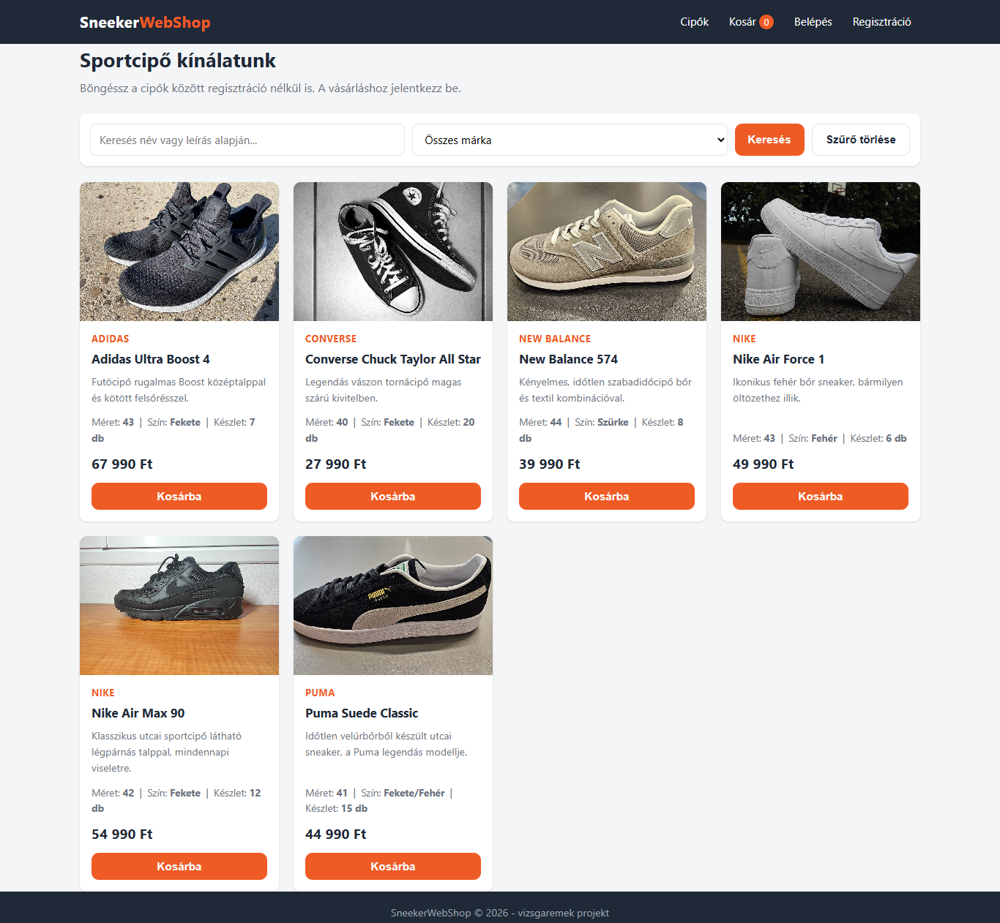 SneekerWebShop
Cipők
Kosár 0
Belépés
Regisztráció
Sportcipő kínálatunk
Böngéssz a cipők között regisztráció nélkül is. A vásárláshoz jelentkezz be.
Keresés név vagy leírás alapján...
Összes márka
Keresés
Szűrő törlése
ADIDAS
Adidas Ultra Boost 4
Futócipő rugalmas Boost középtalppal
és kötött felsőrésszel.
Méret: 43 | Szín: Fekete | Készlet: 7
db
67 990 Ft
Kosárba
CONVERSE
Converse Chuck Taylor All Star
Legendás vászon tornácipő magas
szárú kivitelben.
Méret: 40 | Szín: Fekete | Készlet: 20
db
27 990 Ft
Kosárba
NEW BALANCE
New Balance 574
Kényelmes, időtlen szabadidőcipő bőr
és textil kombinációval.
Méret: 44 | Szín: Szürke | Készlet: 8
db
39 990 Ft
Kosárba
NIKE
Nike Air Force 1
Ikonikus fehér bőr sneaker, bármilyen
öltözethez illik.
Méret: 43 | Szín: Fehér | Készlet: 6 db
49 990 Ft
Kosárba
NIKE
Nike Air Max 90
Klasszikus utcai sportcipő látható
légpárnás talppal, mindennapi
viseletre.
Méret: 42 | Szín: Fekete | Készlet: 12
db
54 990 Ft
Kosárba
PUMA
SUEDE
PUMA
Puma Suede Classic
Időtlen velúrbőrből készült utcai
sneaker, a Puma legendás modellje.
Méret: 41 | Szín: Fekete/Fehér |
Készlet: 15 db
44 990 Ft
Kosárba
SneekerWebShop © 2026 - vizsgaremek projekt